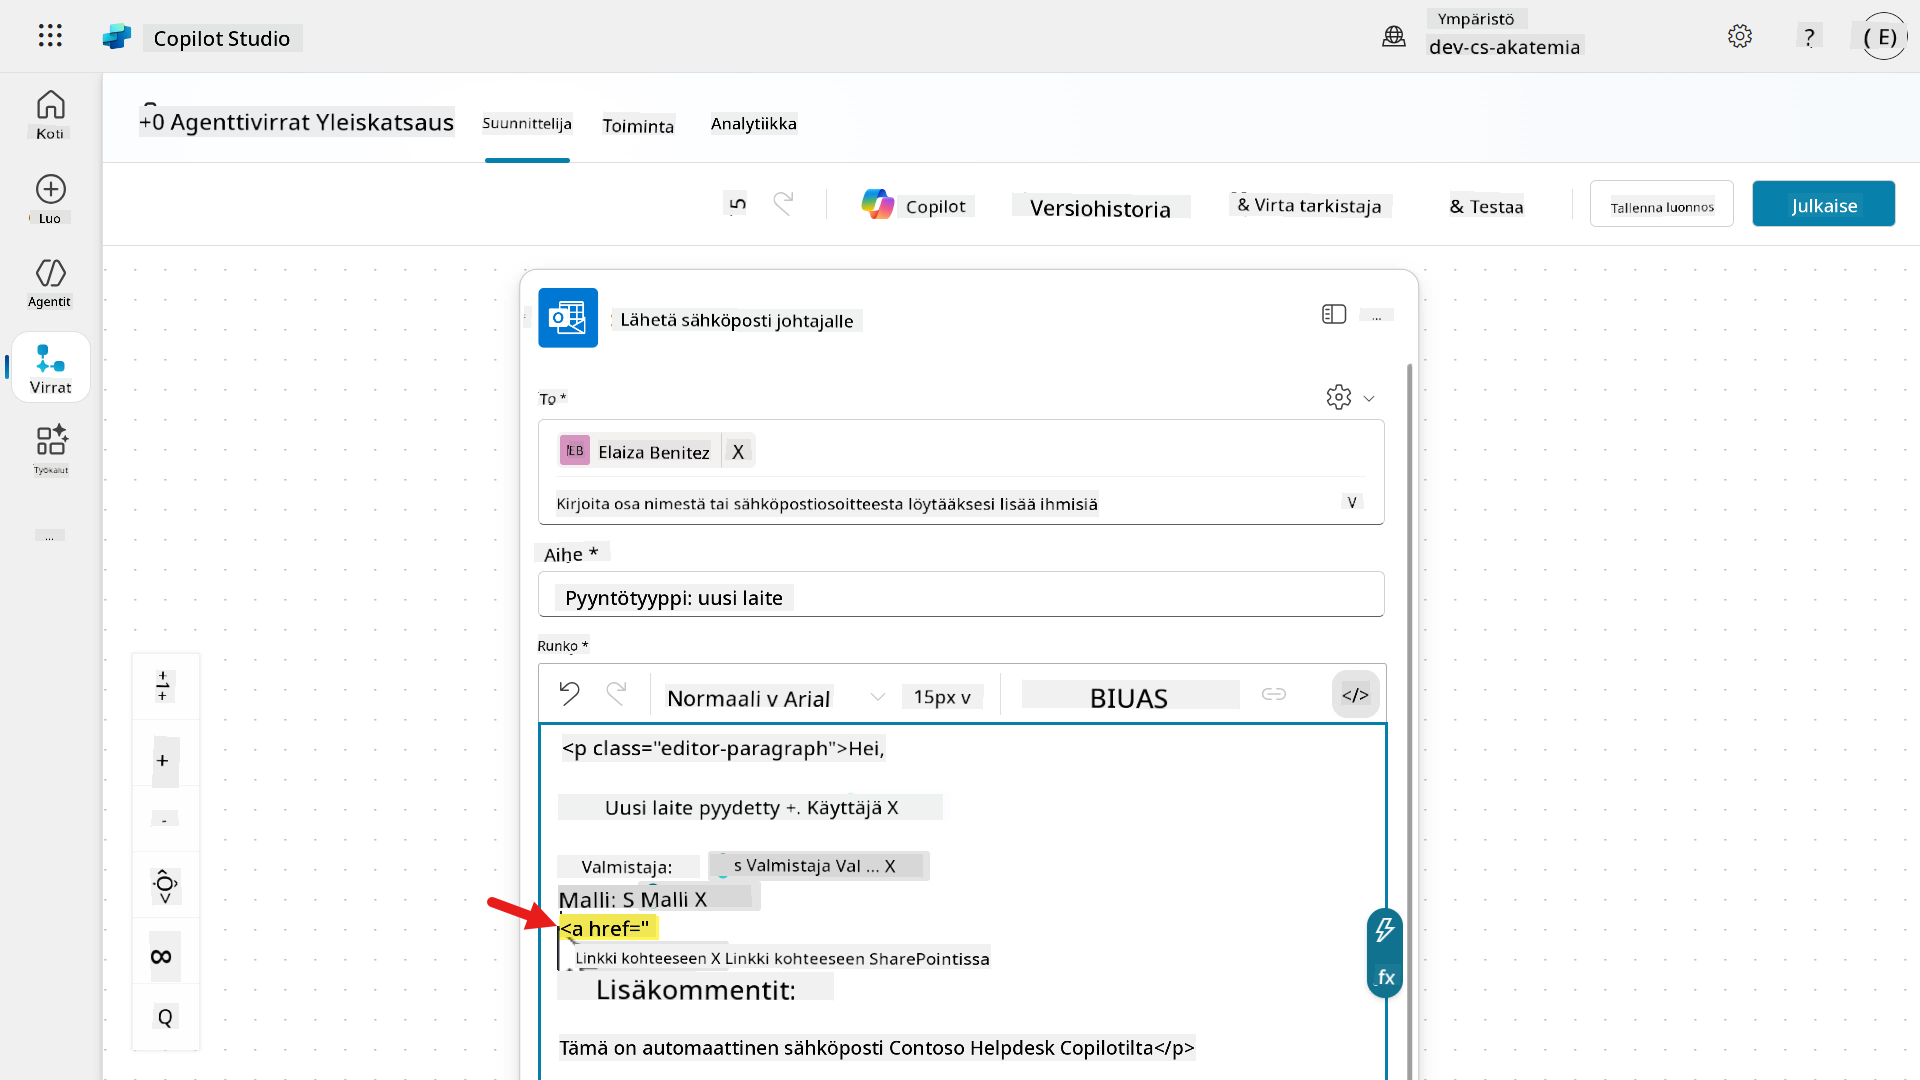 Copilot Studio
Ympäristö
dev-cs-akatemia
?
( E)
Koti
Luo
Agentit
Virrat
Työkalut
...
+0 Agenttivirrat Yleiskatsaus
Suunnittelija
Toiminta
Analytiikka
5
Copilot
Versiohistoria
& Virta tarkistaja
& Testaa
Tallenna luonnos
Julkaise
Lähetä sähköposti johtajalle
...
To *
EB Elaiza Benitez X
Kirjoita osa nimestä tai sähköpostiosoitteesta löytääksesi lisää ihmisiä
V
Aihe *
Pyyntötyyppi: uusi laite
Runko *
Normaali v Arial
15px v
BIUAS
</>
<p class="editor-paragraph">Hei,
Uusi laite pyydetty +. Käyttäjä X
Valmistaja: s Valmistaja Val ... X
Malli: S Malli X
<a href="
Linkki kohteeseen X Linkki kohteeseen SharePointissa
Lisäkommentit:
Tämä on automaattinen sähköposti Contoso Helpdesk Copilotilta</p>
fx
+
-
Q